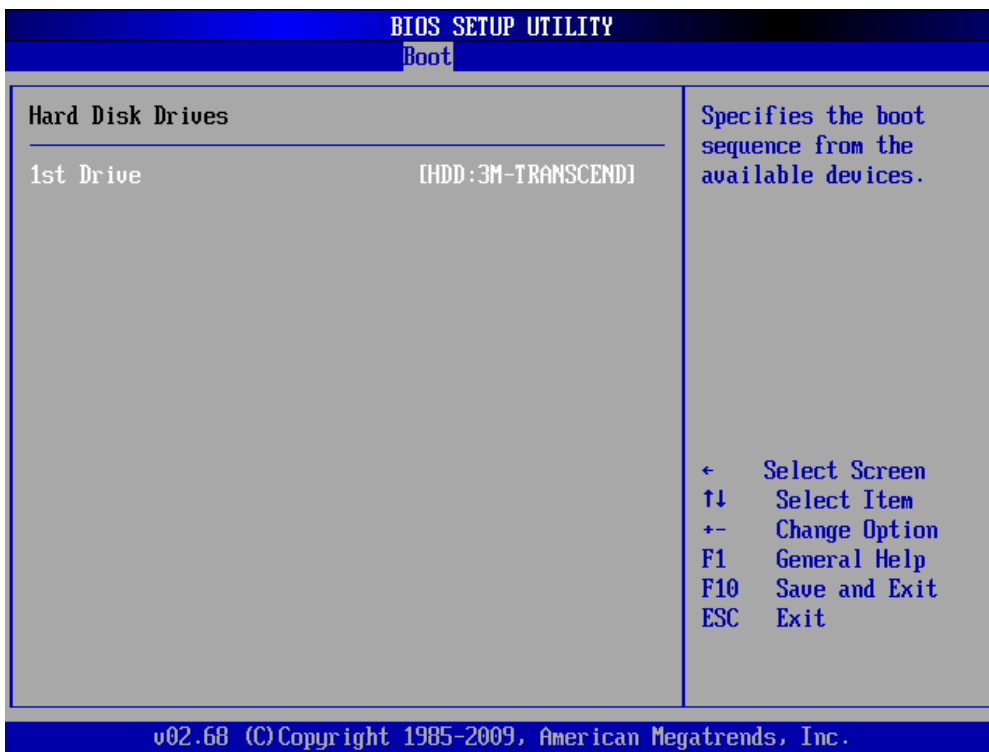 BIOS SETUP UTILITY
Boot
Hard Disk Drives
1st Drive [HDD:3M-TRANSCEND]
Specifies the boot
sequence from the
available devices.
← Select Screen
↑↓ Select Item
+- Change Option
F1 General Help
F10 Save and Exit
ESC Exit
v02.68 (C)Copyright 1985-2009, American Megatrends, Inc.